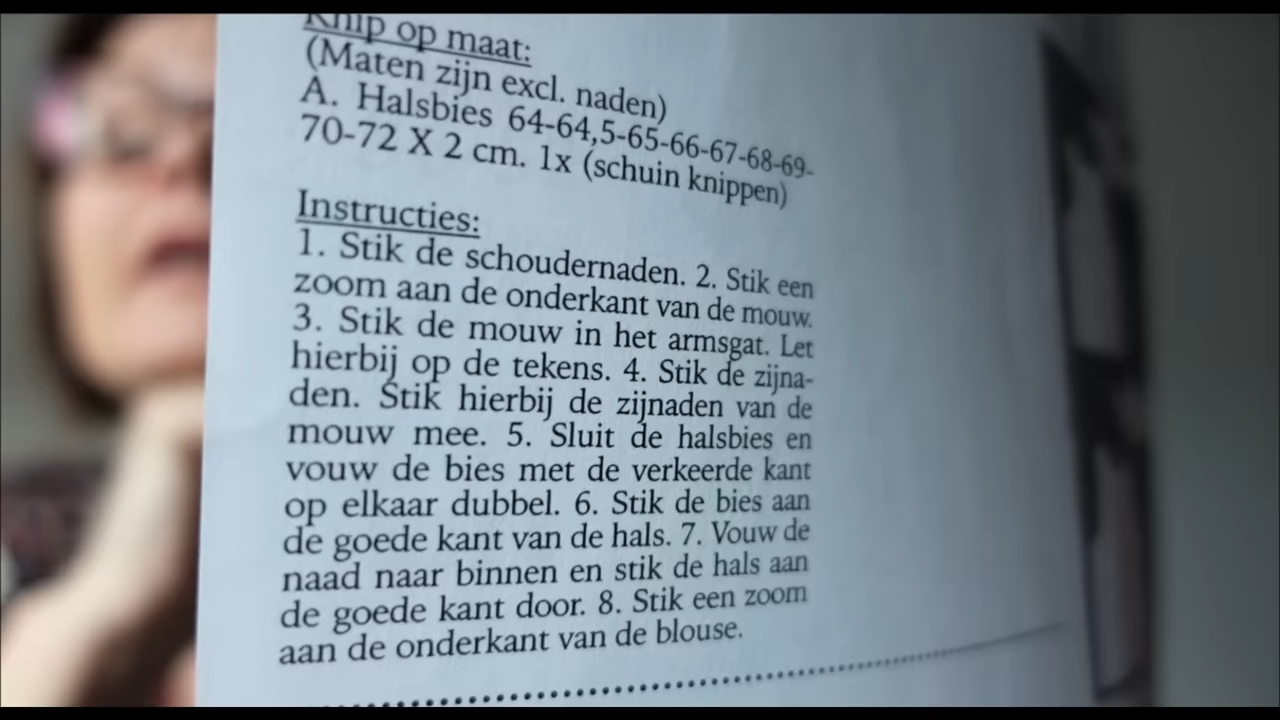 Knip op maat:
(Maten zijn excl. naden)
A. Halsbies 64-64,5-65-66-67-68-69-
70-72 X 2 cm. 1x (schuin knippen)
Instructies:
1. Stik de schoudernaden. 2. Stik een
zoom aan de onderkant van de mouw.
3. Stik de mouw in het armsgat. Let
hierbij op de tekens. 4. Stik de zijna-
den. Stik hierbij de zijnaden van de
mouw mee. 5. Sluit de halsbies en
vouw de bies met de verkeerde kant
op elkaar dubbel. 6. Stik de bies aan
de goede kant van de hals. 7. Vouw de
naad naar binnen en stik de hals aan
de goede kant door. 8. Stik een zoom
aan de onderkant van de blouse.